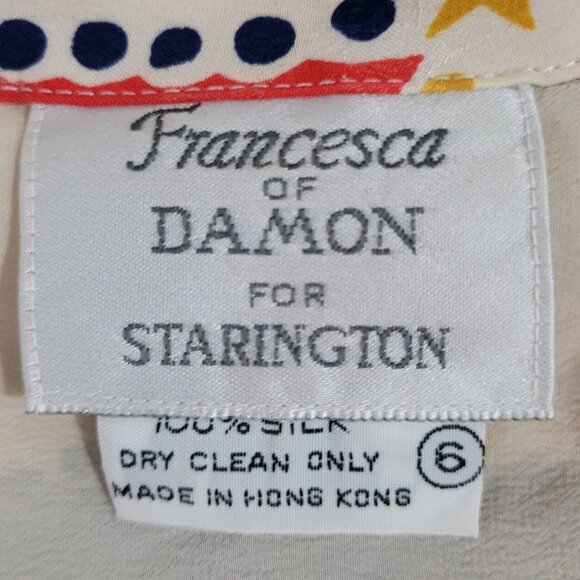 Francesca
OF
DAMON
FOR
STARINGTON
100% SILK
DRY CLEAN ONLY
6
MADE IN HONG KONG